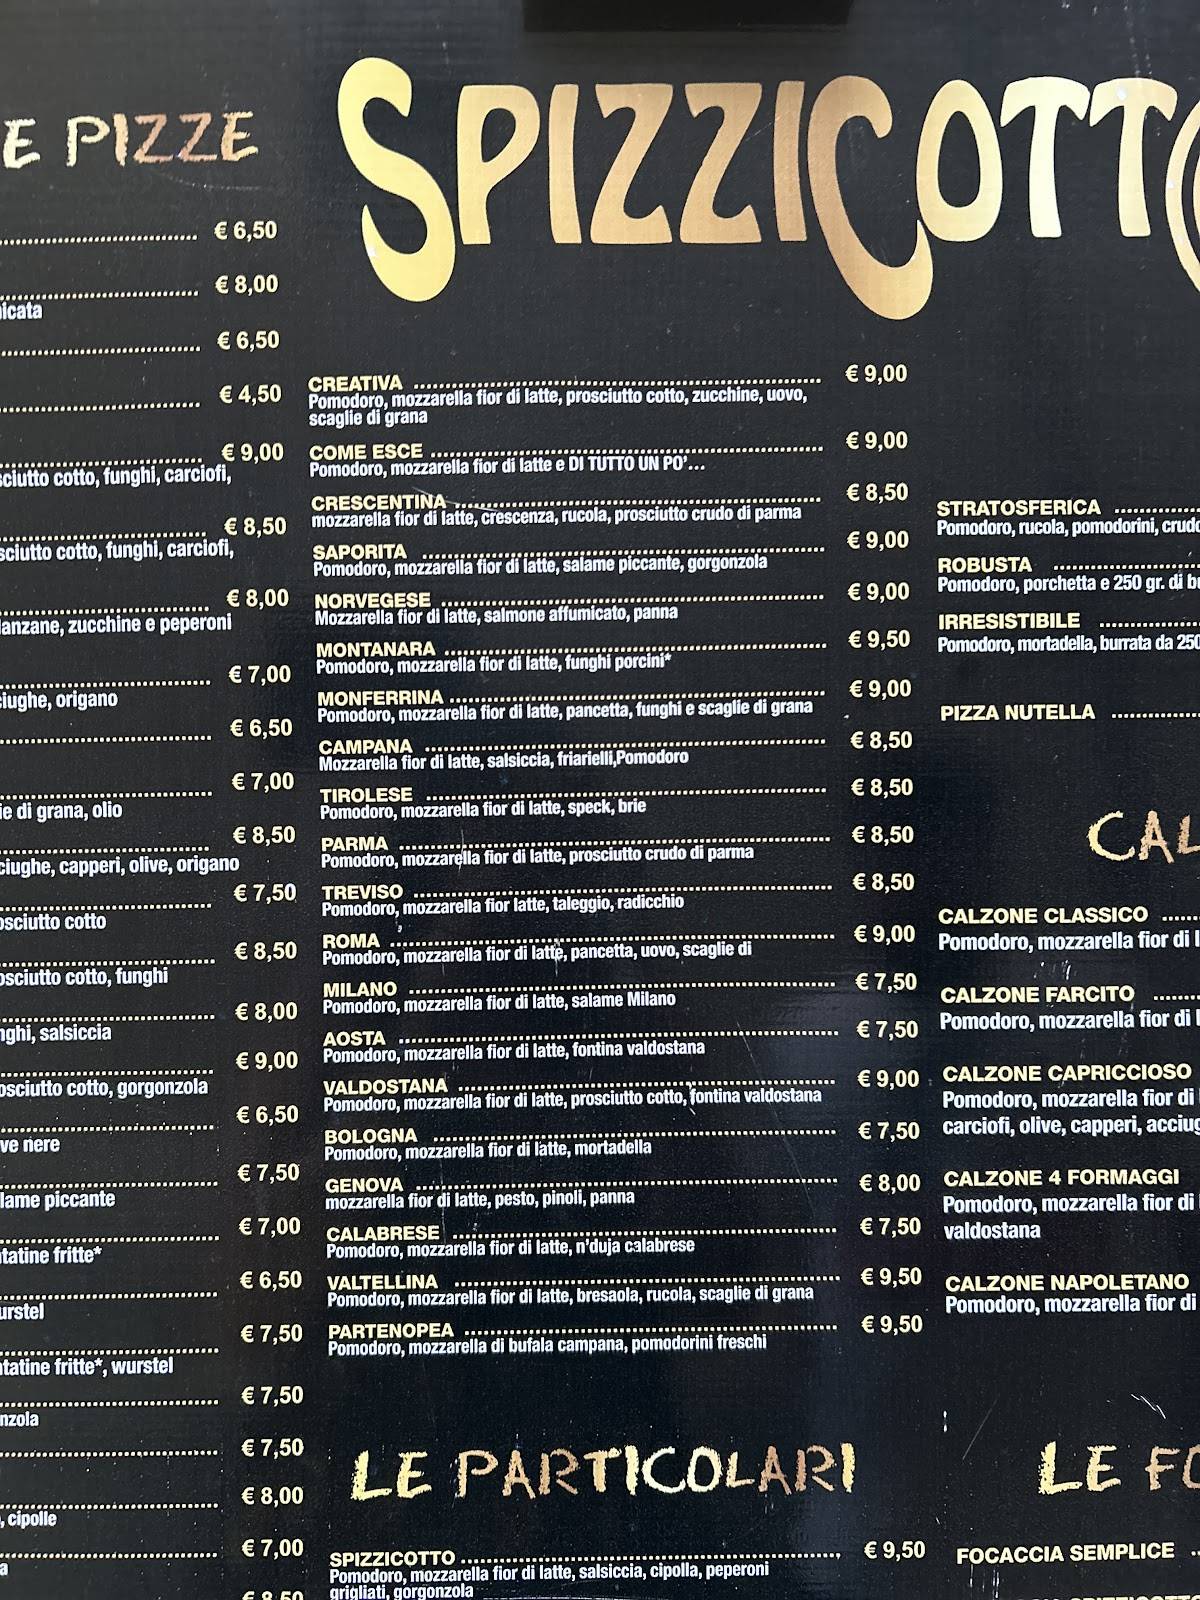 E PIZZE
€ 6,50
€ 8,00
icata
€ 6,50
€ 4,50
€ 9,00
sciutto cotto, funghi, carciofi,
€ 8,50
sciutto cotto, funghi, carciofi,
€ 8,00
lanzane, zucchine e peperoni
€ 7,00
ciughe, origano
€ 6,50
€ 7,00
ie di grana, olio
€ 8,50
ciughe, capperi, olive, origano
€ 7,50
osciutto cotto
€ 8,50
osciutto cotto, funghi
€ 8,00
nghi, salsiccia
€ 9,00
osciutto cotto, gorgonzola
€ 6,50
ve nere
€ 7,50
lame piccante
€ 7,00
tatine fritte*
€ 6,50
urstel
€ 7,50
tatine fritte*, wurstel
€ 7,50
nzola
€ 7,50
€ 8,00
, cipolle
€ 7,00
a
€ 8,50
SPIZZICOTTO
CREATIVA € 9,00
Pomodoro, mozzarella fior di latte, prosciutto cotto, zucchine, uovo,
scaglie di grana
COME ESCE € 9,00
Pomodoro, mozzarella fior di latte e DI TUTTO UN PO'...
CRESCENTINA € 8,50
mozzarella fior di latte, crescenza, rucola, prosciutto crudo di parma
SAPORITA € 9,00
Pomodoro, mozzarella fior di latte, salame piccante, gorgonzola
NORVEGESE € 9,00
Mozzarella fior di latte, salmone affumicato, panna
MONTANARA € 9,50
Pomodoro, mozzarella fior di latte, funghi porcini*
MONFERRINA € 9,00
Pomodoro, mozzarella fior di latte, pancetta, funghi e scaglie di grana
CAMPANA € 8,50
Mozzarella fior di latte, salsiccia, friarielli,Pomodoro
TIROLESE € 8,50
Pomodoro, mozzarella fior di latte, speck, brie
PARMA € 8,50
Pomodoro, mozzarella fior di latte, prosciutto crudo di parma
TREVISO € 8,50
Pomodoro, mozzarella fior latte, taleggio, radicchio
ROMA € 9,00
Pomodoro, mozzarella fior di latte, pancetta, uovo, scaglie di
MILANO € 7,50
Pomodoro, mozzarella fior di latte, salame Milano
AOSTA € 7,50
Pomodoro, mozzarella fior di latte, fontina valdostana
VALDOSTANA € 9,00
Pomodoro, mozzarella fior di latte, prosciutto cotto, fontina valdostana
BOLOGNA € 7,50
Pomodoro, mozzarella fior di latte, mortadella
GENOVA € 8,00
mozzarella fior di latte, pesto, pinoli, panna
CALABRESE € 7,50
Pomodoro, mozzarella fior di latte, n'duja calabrese
VALTELLINA € 9,50
Pomodoro, mozzarella fior di latte, bresaola, rucola, scaglie di grana
PARTENOPEA € 9,50
Pomodoro, mozzarella di bufala campana, pomodorini freschi
LE PARTICOLARI
SPIZZICOTTO € 9,50
Pomodoro, mozzarella fior di latte, salsiccia, cipolla, peperoni
grigliati, gorgonzola
STRATOSFERICA
Pomodoro, rucola, pomodorini, crudo
ROBUSTA
Pomodoro, porchetta e 250 gr. di bu
IRRESISTIBILE
Pomodoro, mortadella, burrata da 250
PIZZA NUTELLA
CAL
CALZONE CLASSICO
Pomodoro, mozzarella fior di l
CALZONE FARCITO
Pomodoro, mozzarella fior di l
CALZONE CAPRICCIOSO
Pomodoro, mozzarella fior di
carciofi, olive, capperi, acciug
CALZONE 4 FORMAGGI
Pomodoro, mozzarella fior di
valdostana
CALZONE NAPOLETANO
Pomodoro, mozzarella fior di
LE FO
FOCACCIA SEMPLICE